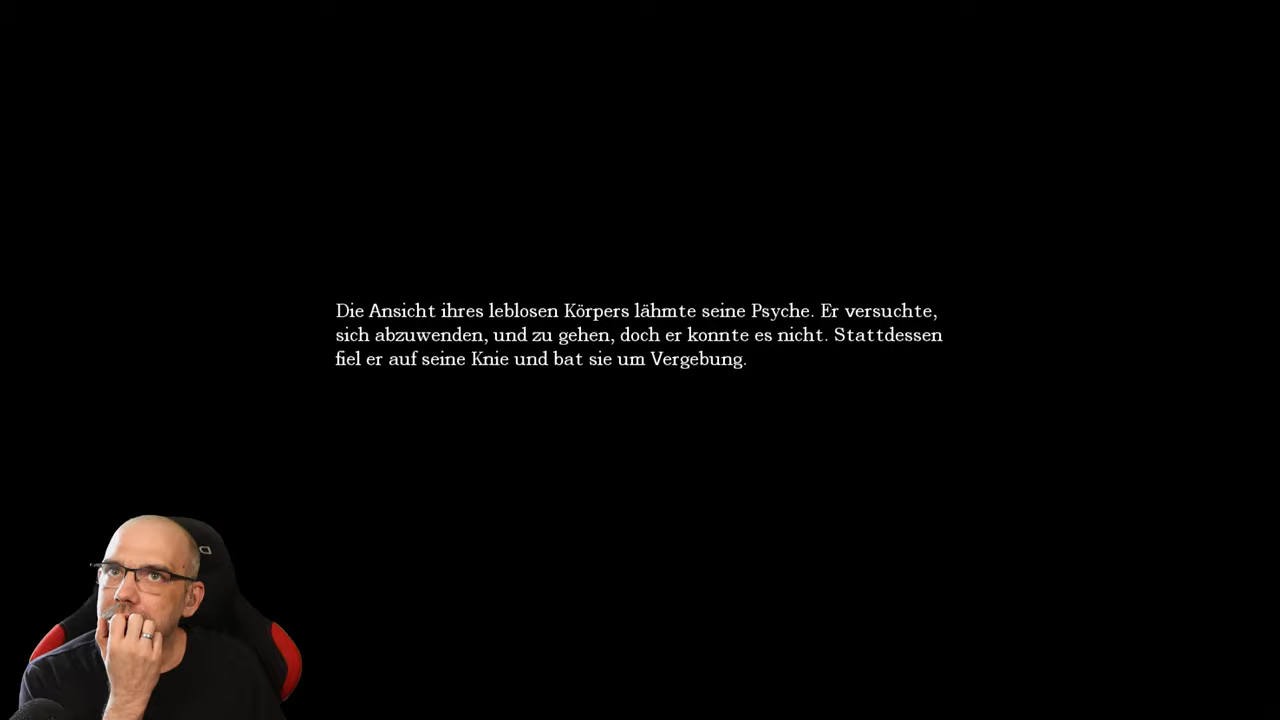 Die Ansicht ihres leblosen Körpers lähmte seine Psyche. Er versuchte,
sich abzuwenden, und zu gehen, doch er konnte es nicht. Stattdessen
fiel er auf seine Knie und bat sie um Vergebung.